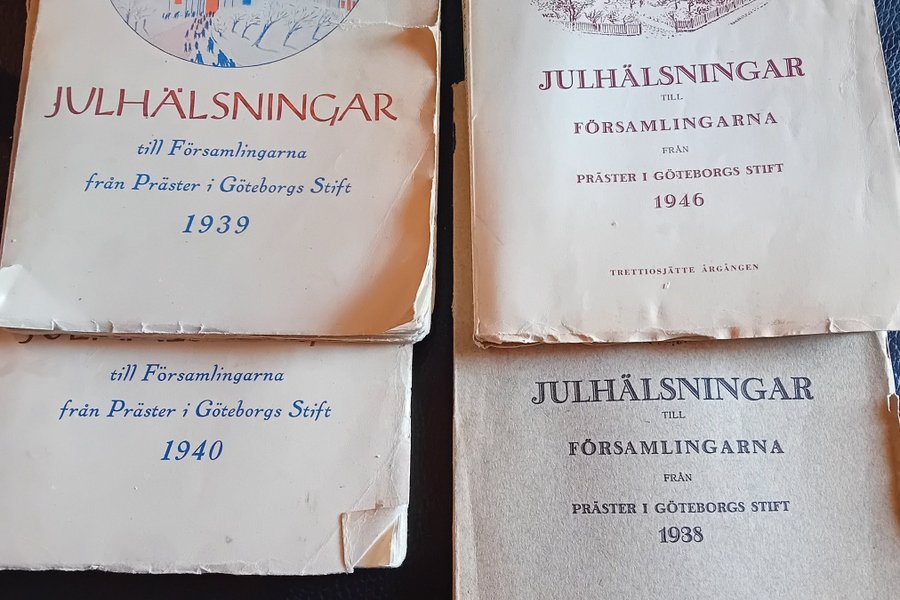 JULHÄLSNINGAR
till Församlingarna
från Präster i Göteborgs Stift
1939
till Församlingarna
från Präster i Göteborgs Stift
1940
JULHÄLSNINGAR
TILL
FÖRSAMLINGARNA
FRÅN
PRÄSTER I GÖTEBORGS STIFT
1946
TRETTIOSJÄTTE ÅRGÅNGEN
JULHÄLSNINGAR
TILL
FÖRSAMLINGARNA
FRÅN
PRÄSTER I GÖTEBORGS STIFT
1938